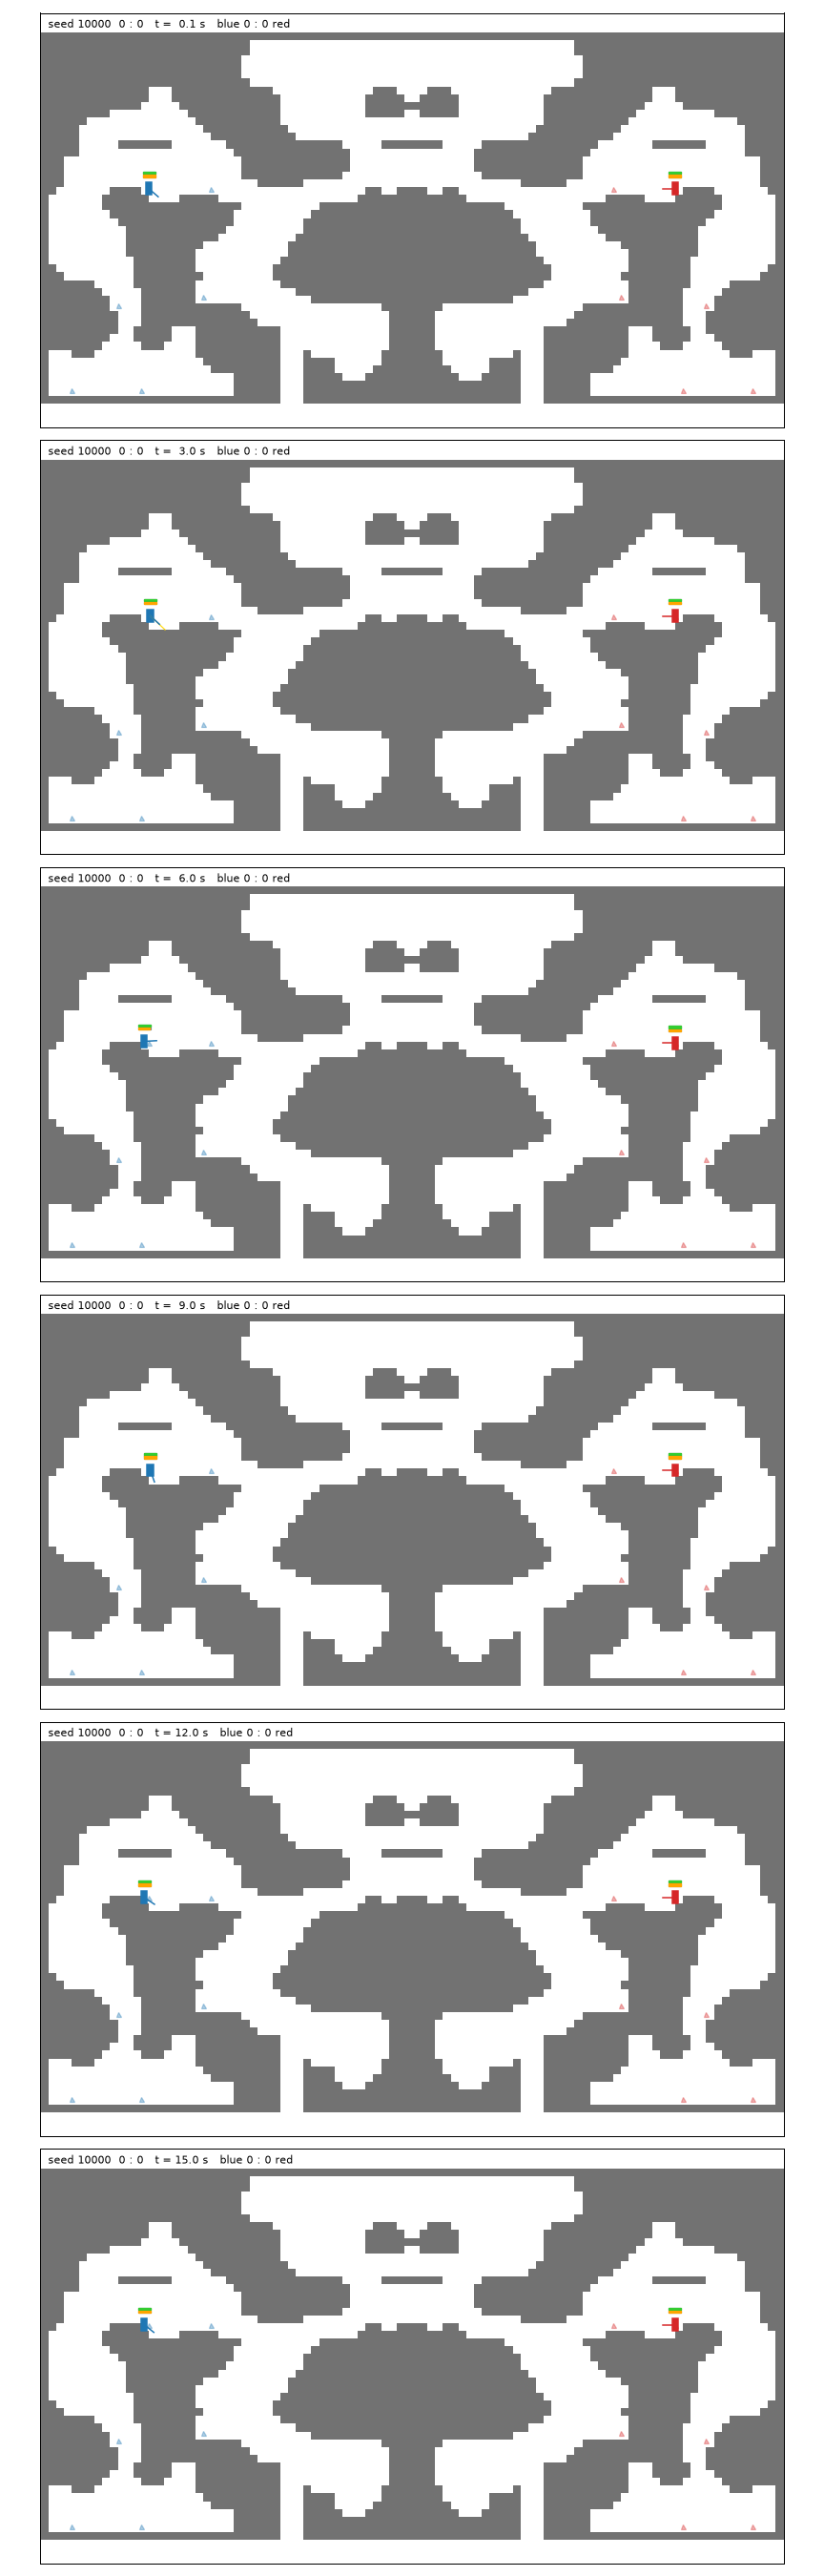 seed 10000 0 : 0 t = 0.1 s blue 0 : 0 red
seed 10000 0 : 0 t = 3.0 s blue 0 : 0 red
seed 10000 0 : 0 t = 6.0 s blue 0 : 0 red
seed 10000 0 : 0 t = 9.0 s blue 0 : 0 red
seed 10000 0 : 0 t = 12.0 s blue 0 : 0 red
seed 10000 0 : 0 t = 15.0 s blue 0 : 0 red